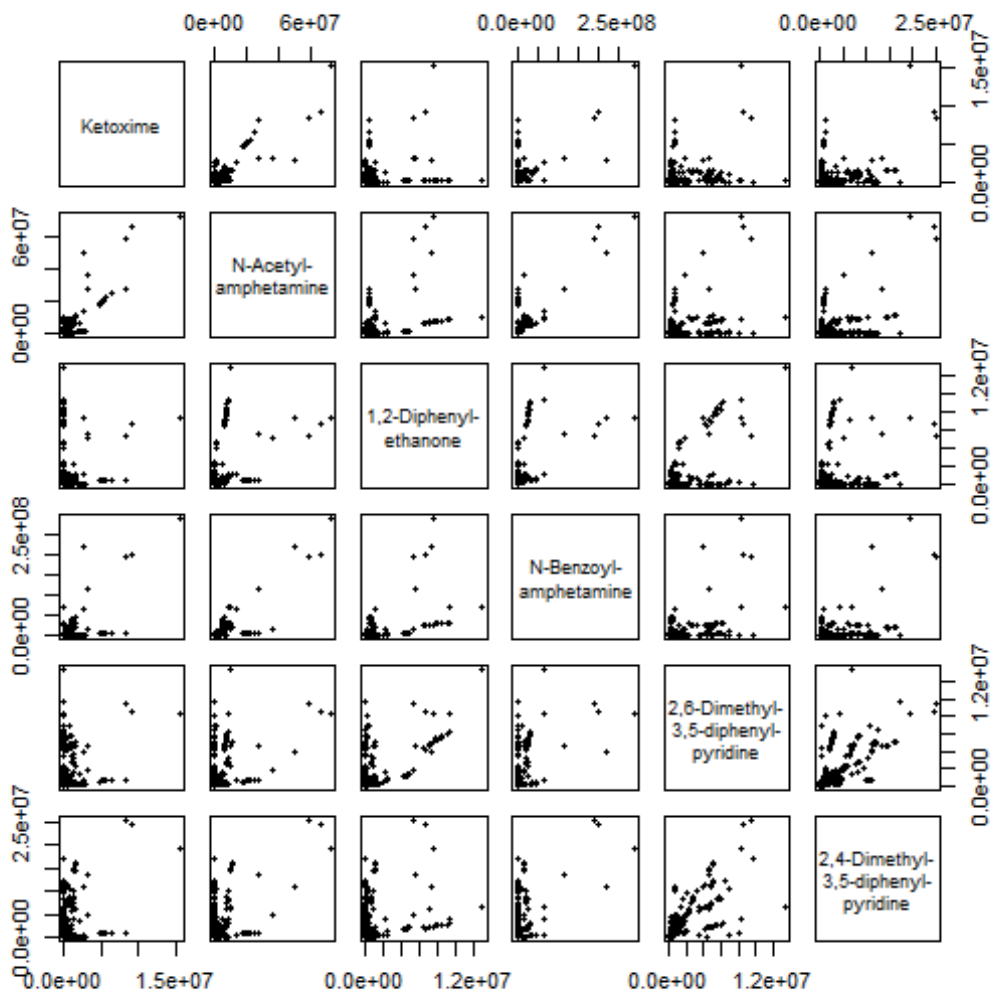 0e+00 6e+07
0.0e+00 2.5e+08
0.0e+00 2.5e+07
Ketoxime
0.0e+00 1.5e+07
0e+00 6e+07
N-Acetyl-
amphetamine
1,2-Diphenyl-
ethanone
0.0e+00 1.2e+07
0.0e+00 2.5e+08
N-Benzoyl-
amphetamine
2,6-Dimethyl-
3,5-diphenyl-
pyridine
0.0e+00 1.2e+07
0.0e+00 2.5e+07
2,4-Dimethyl-
3,5-diphenyl-
pyridine
0.0e+00 1.5e+07
0.0e+00 1.2e+07
0.0e+00 1.2e+07